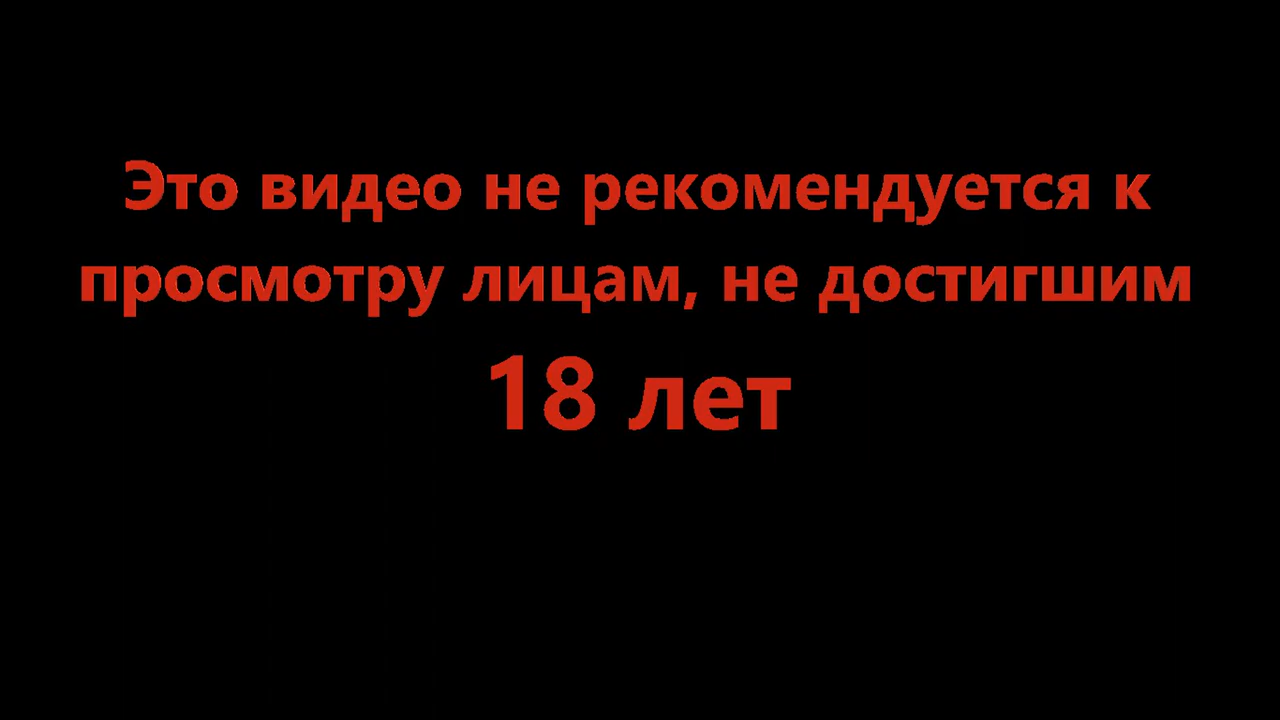 Это видео не рекомендуется к
просмотру лицам, не достигшим
18 лет